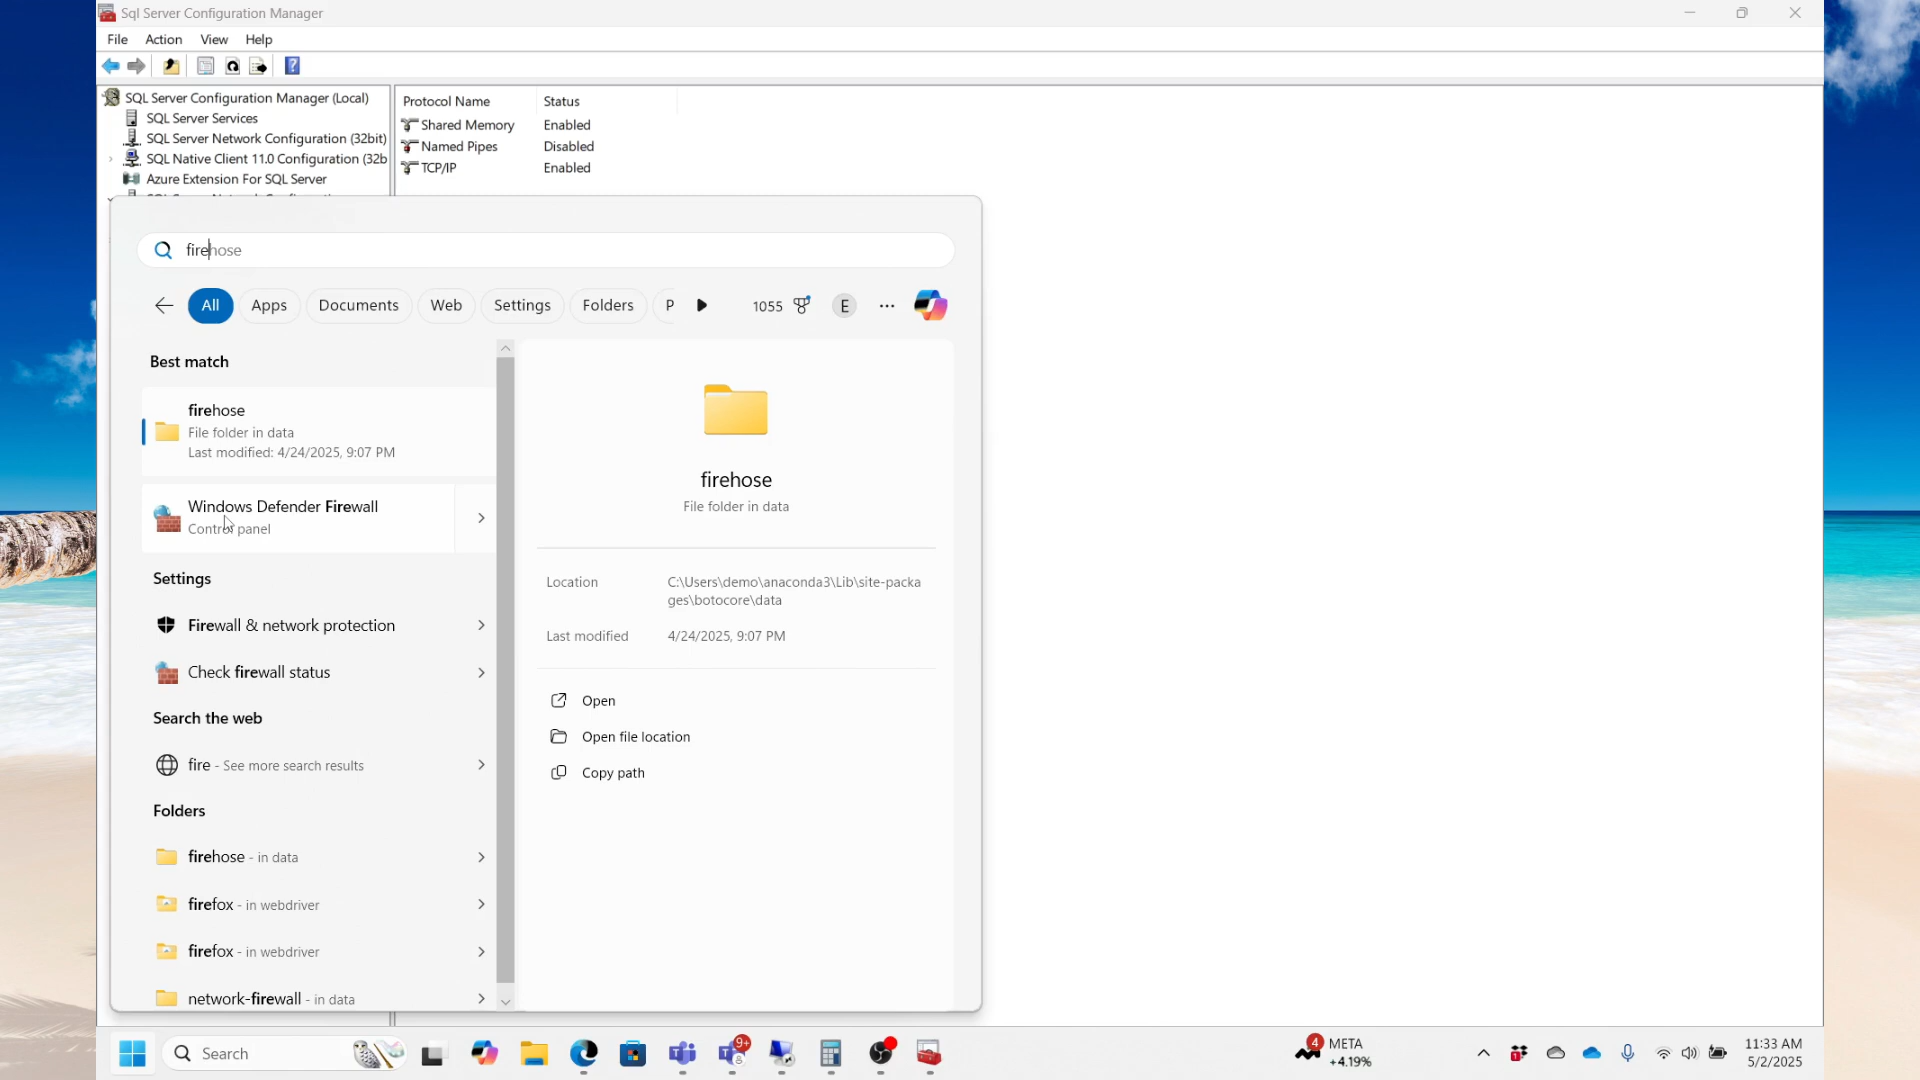 Sql Server Configuration Manager
File Action View Help
SQL Server Configuration Manager (Local)
SQL Server Services
SQL Server Network Configuration (32bit)
SQL Native Client 11.0 Configuration (32b
Azure Extension For SQL Server
Protocol Name Status
Shared Memory Enabled
Named Pipes Disabled
TCP/IP Enabled
firehose
All Apps Documents Web Settings Folders P 1055 E
Best match
firehose
File folder in data
Last modified: 4/24/2025, 9:07 PM
Windows Defender Firewall
Control panel
Settings
Firewall & network protection
Check firewall status
Search the web
fire - See more search results
Folders
firehose - in data
firefox - in webdriver
firefox - in webdriver
network-firewall - in data
firehose
File folder in data
Location C:\Users\demo\anaconda3\Lib\site-packa
ges\botocore\data
Last modified 4/24/2025, 9:07 PM
Open
Open file location
Copy path
Search
9+
4
META
+4.19%
1
11:33 AM
5/2/2025